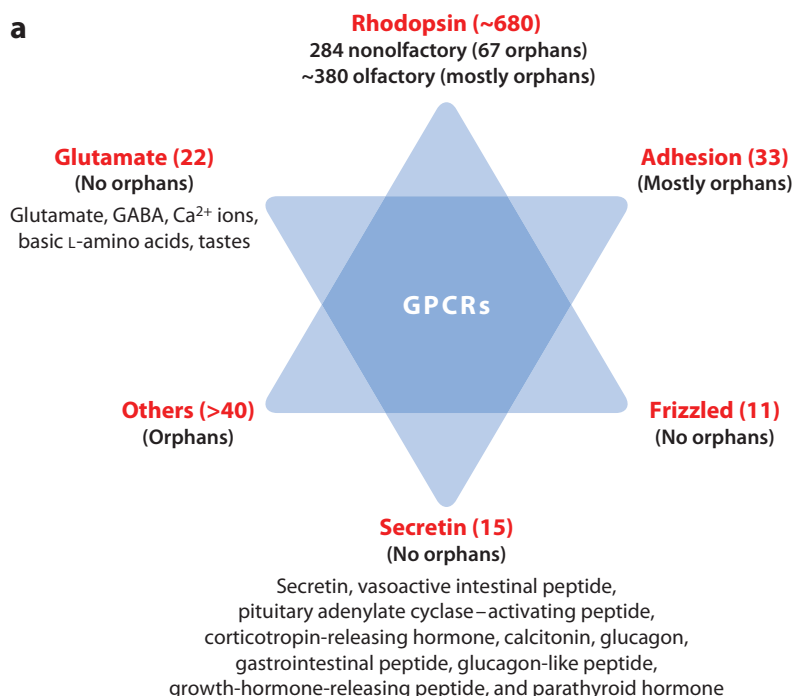 a
Rhodopsin (~680)
284 nonolfactory (67 orphans)
~380 olfactory (mostly orphans)
Glutamate (22)
(No orphans)
Glutamate, GABA, Ca²⁺ ions,
basic L-amino acids, tastes
Adhesion (33)
(Mostly orphans)
GPCRs
Others (>40)
(Orphans)
Frizzled (11)
(No orphans)
Secretin (15)
(No orphans)
Secretin, vasoactive intestinal peptide,
pituitary adenylate cyclase–activating peptide,
corticotropin-releasing hormone, calcitonin, glucagon,
gastrointestinal peptide, glucagon-like peptide,
growth-hormone-releasing peptide, and parathyroid hormone